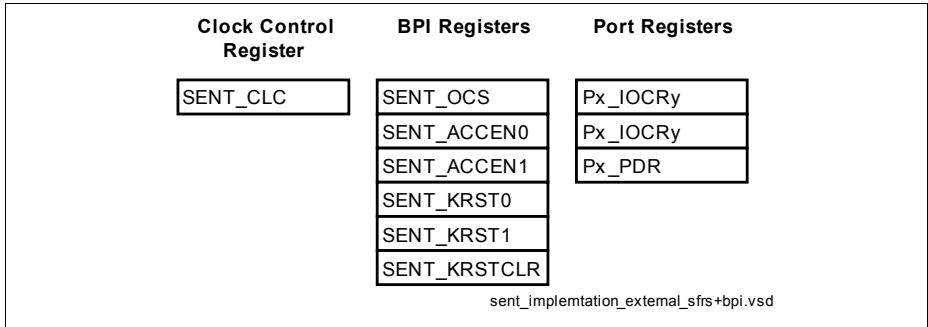 Clock Control
Register
BPI Registers
Port Registers
SENT_CLC
SENT_OCS
SENT_ACCEN0
SENT_ACCEN1
SENT_KRST0
SENT_KRST1
SENT_KRSTCLR
Px_IOCRy
Px_IOCRy
Px_PDR
sent_implemtation_external_sfrs+bpi.vsd